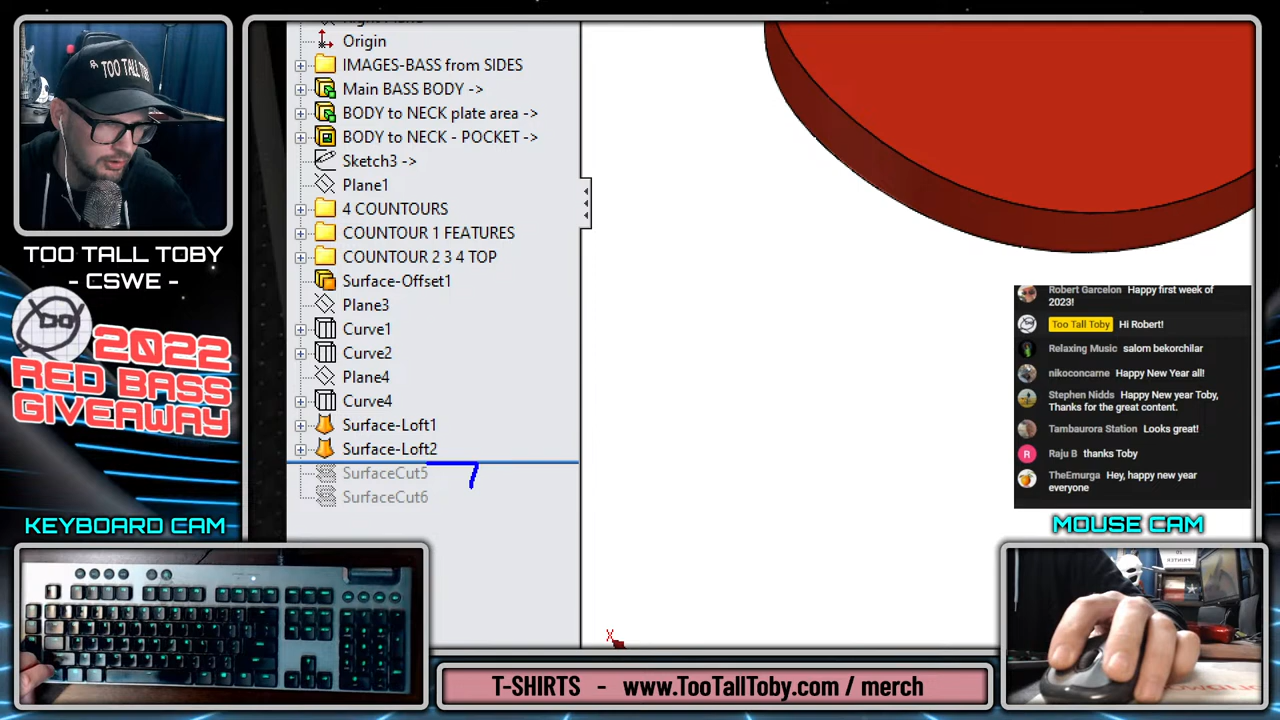 TOO TALL TOBY
TOO TALL TOBY
- CSWE -
2022
RED BASS
GIVEAWAY
KEYBOARD CAM
Origin
IMAGES-BASS from SIDES
Main BASS BODY ->
BODY to NECK plate area ->
BODY to NECK - POCKET ->
Sketch3 ->
Plane1
4 COUNTOURS
COUNTOUR 1 FEATURES
COUNTOUR 2 3 4 TOP
Surface-Offset1
Plane3
Curve1
Curve2
Plane4
Curve4
Surface-Loft1
Surface-Loft2
SurfaceCut5
SurfaceCut6
X
Robert Garcelon Happy first week of
2023!
Too Tall Toby Hi Robert!
Relaxing Music salom bekorchilar
nikoconcarne Happy New Year all!
Stephen Nidds Happy New year Toby,
Thanks for the great content.
Tambaurora Station Looks great!
R Raju B thanks Toby
TheEmurga Hey, happy new year
everyone
MOUSE CAM
T-SHIRTS - www.TooTallToby.com / merch